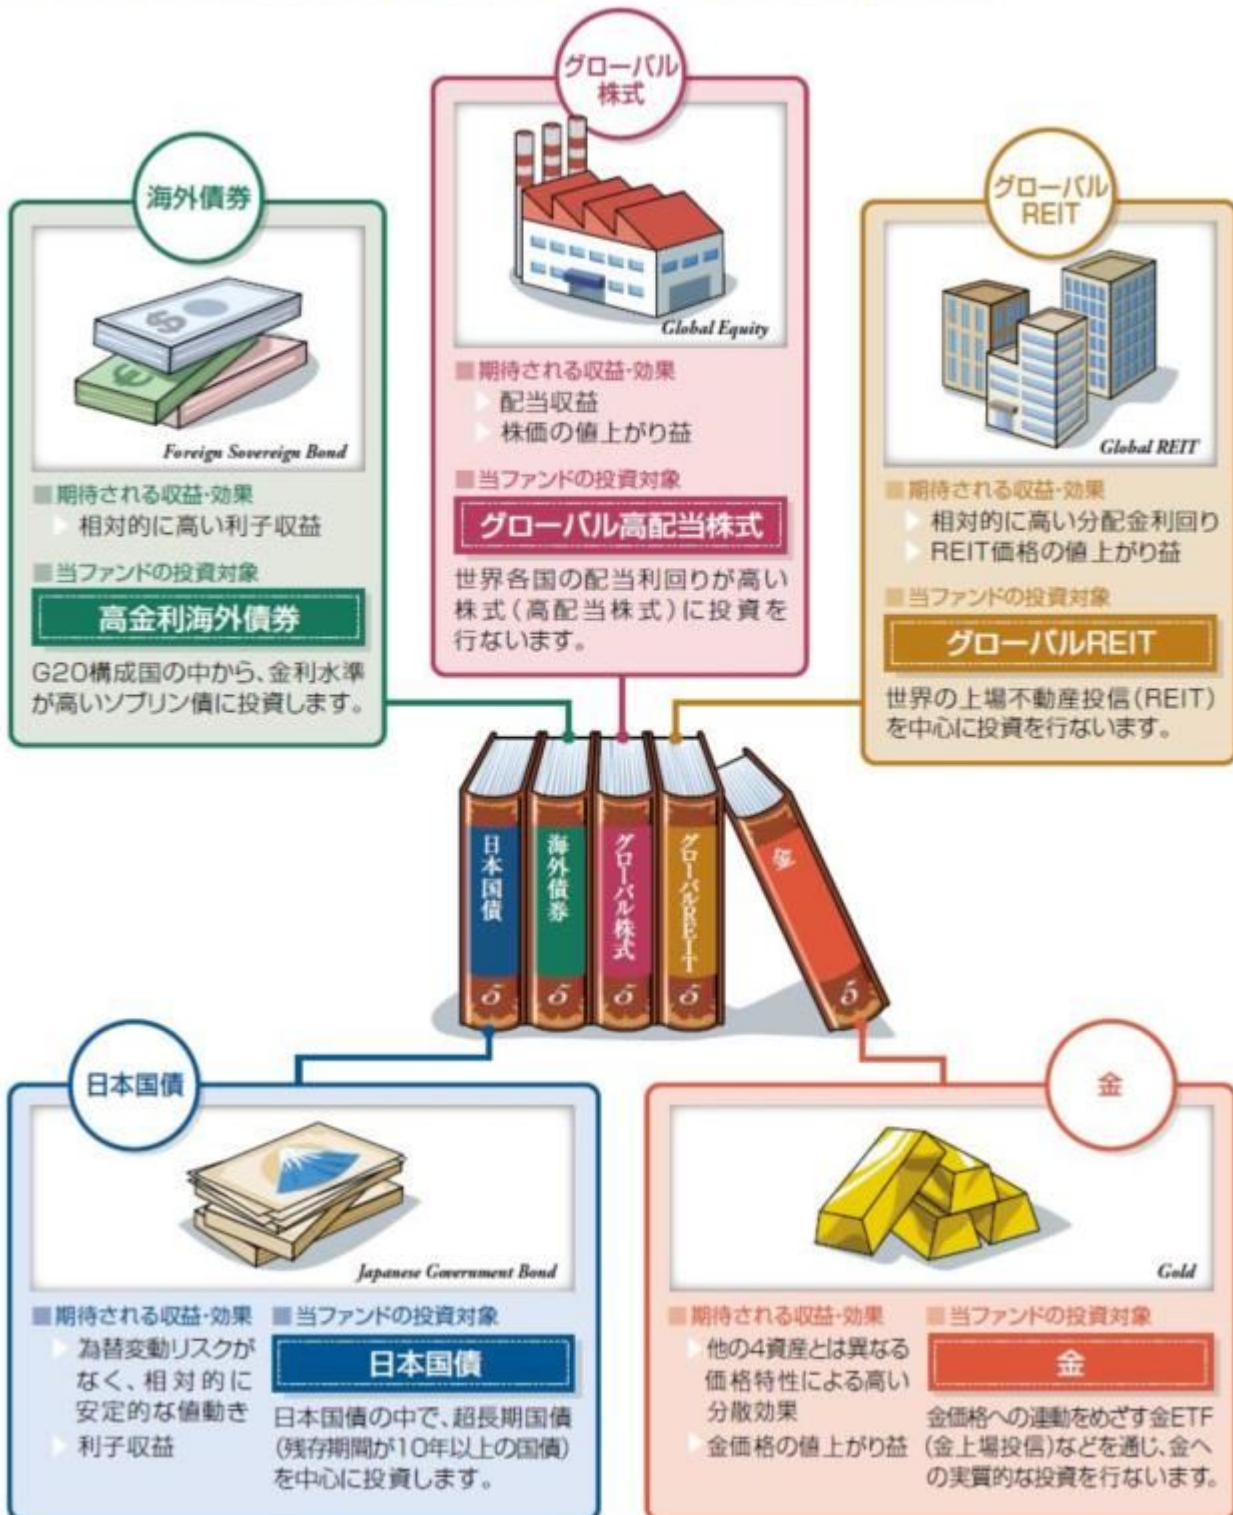 グローバル
株式
Global Equity
■期待される収益・効果
配当収益
株価の値上がり益
■当ファンドの投資対象
グローバル高配当株式
世界各国の配当利回りが高い
株式(高配当株式)に投資を
行ないます。
海外債券
Foreign Sovereign Bond
■期待される収益・効果
相対的に高い利子収益
■当ファンドの投資対象
高金利海外債券
G20構成国の中から、金利水準
が高いソブリン債に投資します。
グローバル
REIT
Global REIT
■期待される収益・効果
相対的に高い分配金利回り
REIT価格の値上がり益
■当ファンドの投資対象
グローバルREIT
世界の上場不動産投信(REIT)
を中心に投資を行ないます。
日本国債
5
海外債券
5
グローバル株式
5
グローバルREIT
5
金
5
日本国債
Japanese Government Bond
■期待される収益・効果
為替変動リスクが
なく、相対的に
安定的な値動き
利子収益
■当ファンドの投資対象
日本国債
日本国債の中で、超長期国債
(残存期間が10年以上の国債)
を中心に投資します。
金
Gold
■期待される収益・効果
他の4資産とは異なる
価格特性による高い
分散効果
金価格の値上がり益
■当ファンドの投資対象
金
金価格への連動をめざす金ETF
(金上場投信)などを通じ、金へ
の実質的な投資を行ないます。